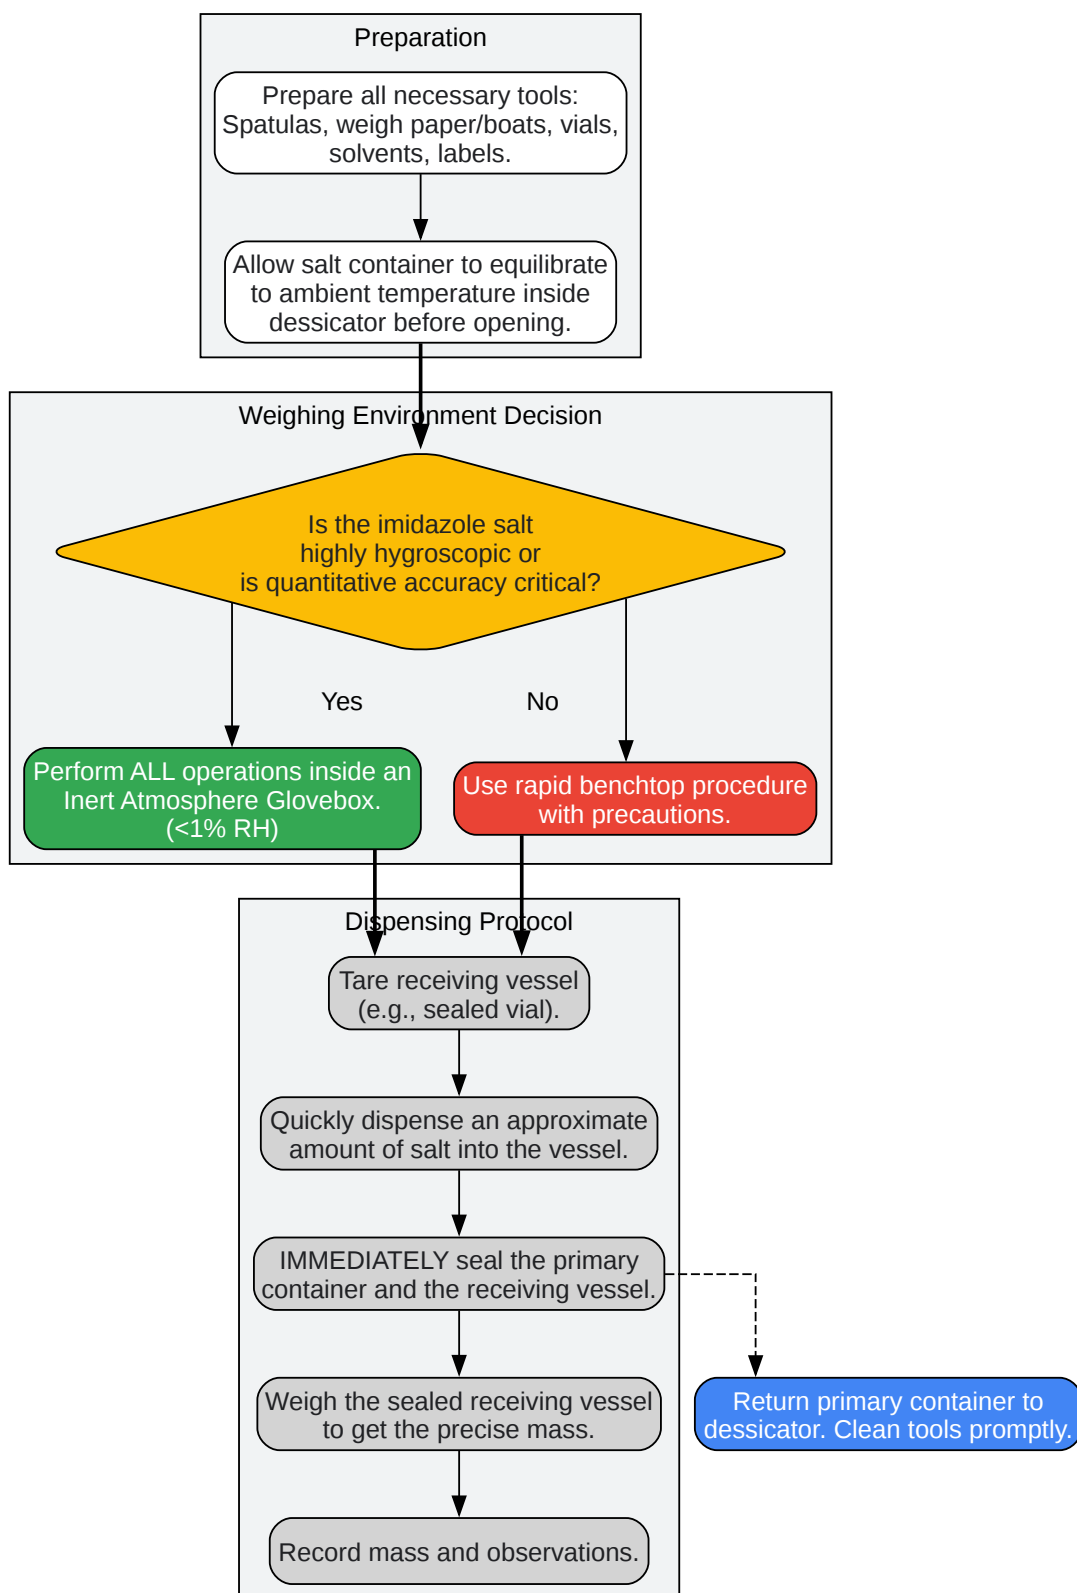 Preparation
Prepare all necessary tools:
Spatulas, weigh paper/boats, vials,
solvents, labels.
Allow salt container to equilibrate
to ambient temperature inside
dessicator before opening.
Weighing Environment Decision
Is the imidazole salt
highly hygroscopic or
is quantitative accuracy critical?
Yes
No
Perform ALL operations inside an
Inert Atmosphere Glovebox.
(<1% RH)
Use rapid benchtop procedure
with precautions.
Dispensing Protocol
Tare receiving vessel
(e.g., sealed vial).
Quickly dispense an approximate
amount of salt into the vessel.
IMMEDIATELY seal the primary
container and the receiving vessel.
Weigh the sealed receiving vessel
to get the precise mass.
Return primary container to
dessicator. Clean tools promptly.
Record mass and observations.